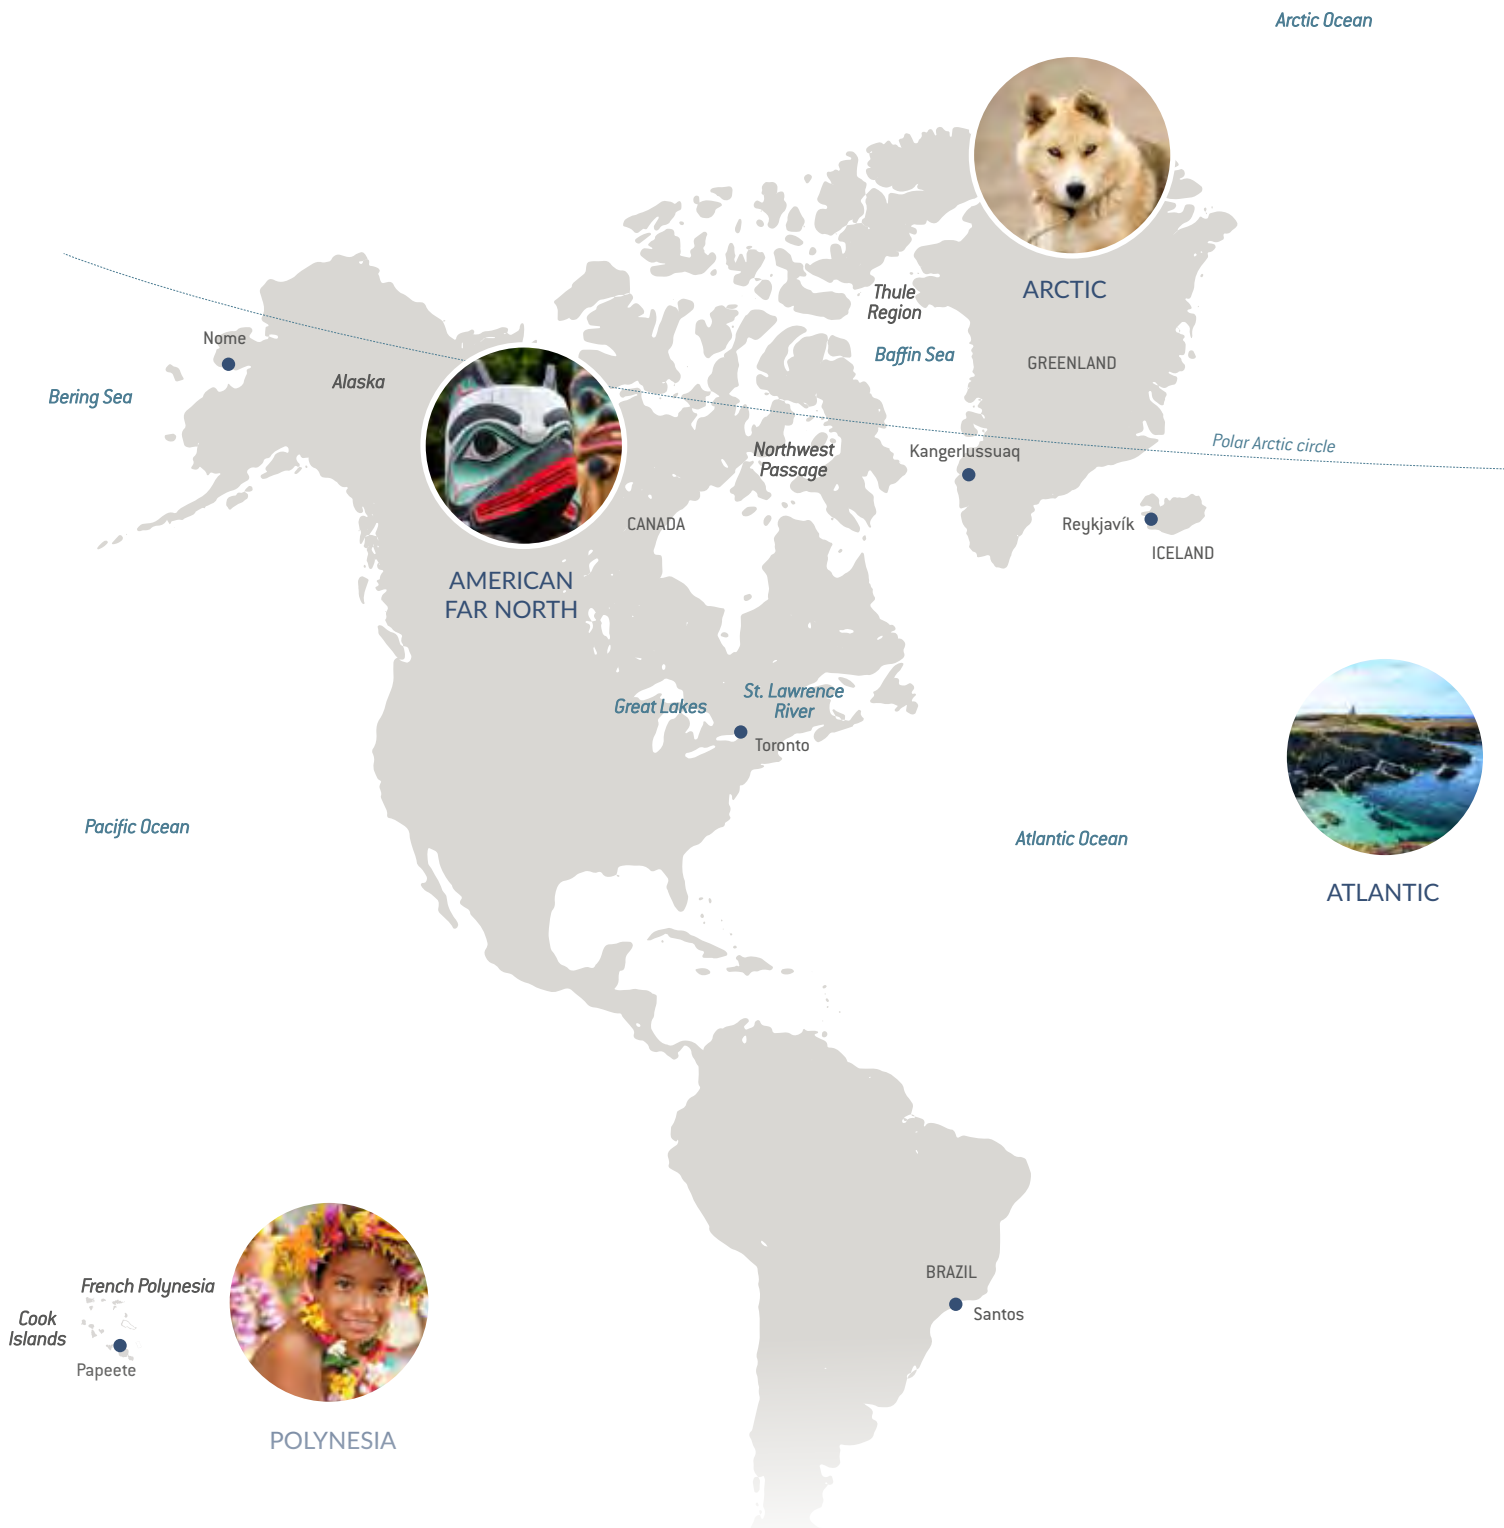 Arctic Ocean
ARCTIC
Thule
Region
Nome
Baffin Sea
GREENLAND
Alaska
Bering Sea
Polar Arctic circle
Northwest
Passage
Kangerlussuaq
CANADA
Reykjavík
ICELAND
AMERICAN
FAR NORTH
St. Lawrence
River
Great Lakes
Toronto
Pacific Ocean
Atlantic Ocean
ATLANTIC
BRAZIL
French Polynesia
Santos
Cook
Islands
Papeete
POLYNESIA